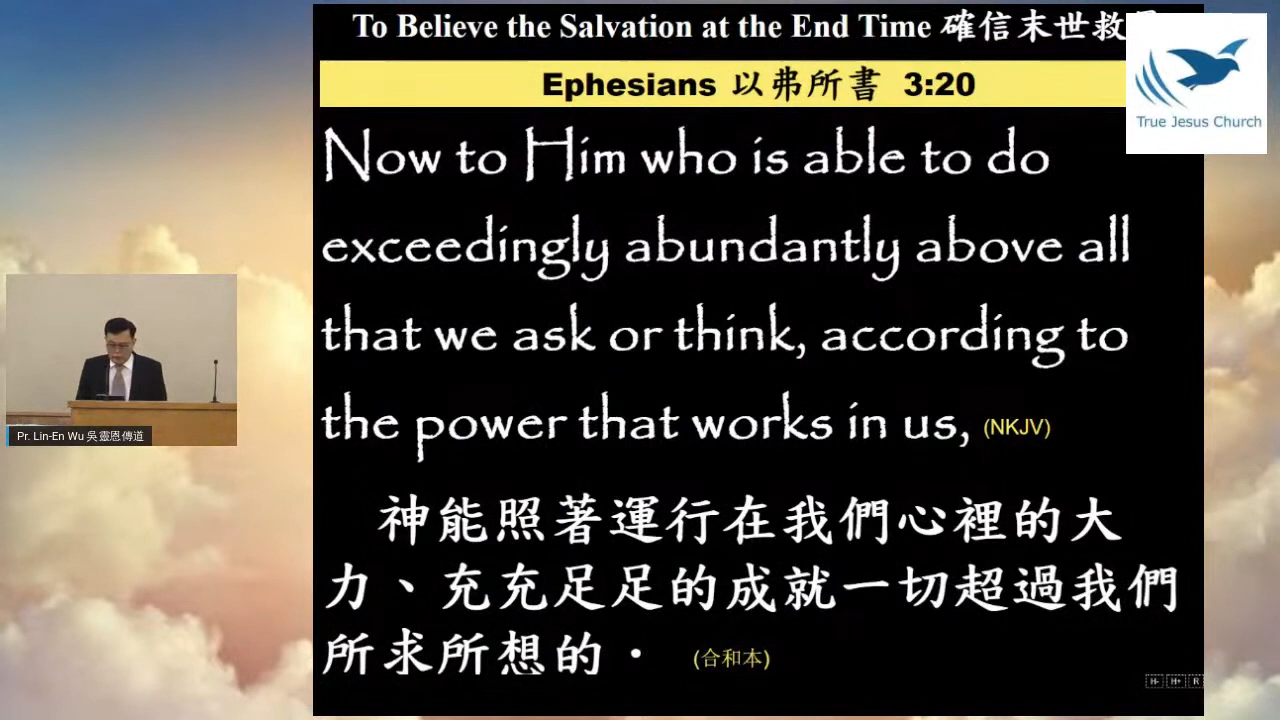 To Believe the Salvation at the End Time 確信末世救
Ephesians 以弗所書 3:20
True Jesus Church
Now to Him who is able to do
exceedingly abundantly above all
that we ask or think, according to
the power that works in us, (NKJV)
神能照著運行在我們心裡的大
力、充充足足的成就一切超過我們
所求所想的・ (合和本)
Pr. Lin-En Wu 吳靈恩傳道
H- H+ R